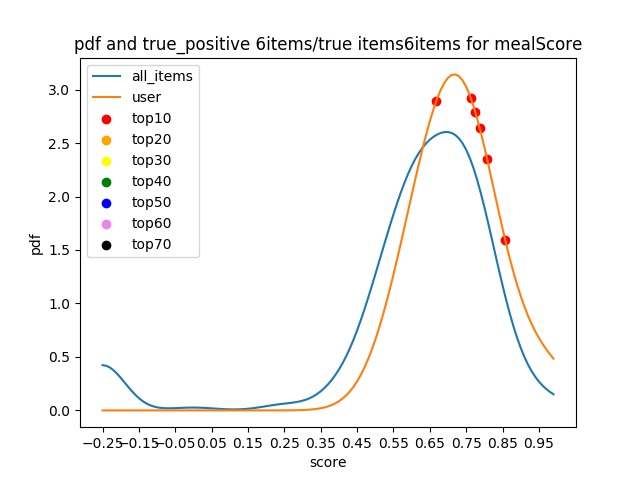 pdf and true_positive 6items/true items6items for mealScore
all_items
user
top10
top20
top30
top40
top50
top60
top70
pdf
3.0
2.5
2.0
1.5
1.0
0.5
0.0
−0.25 −0.15 −0.05 0.05 0.15 0.25 0.35 0.45 0.55 0.65 0.75 0.85 0.95
score